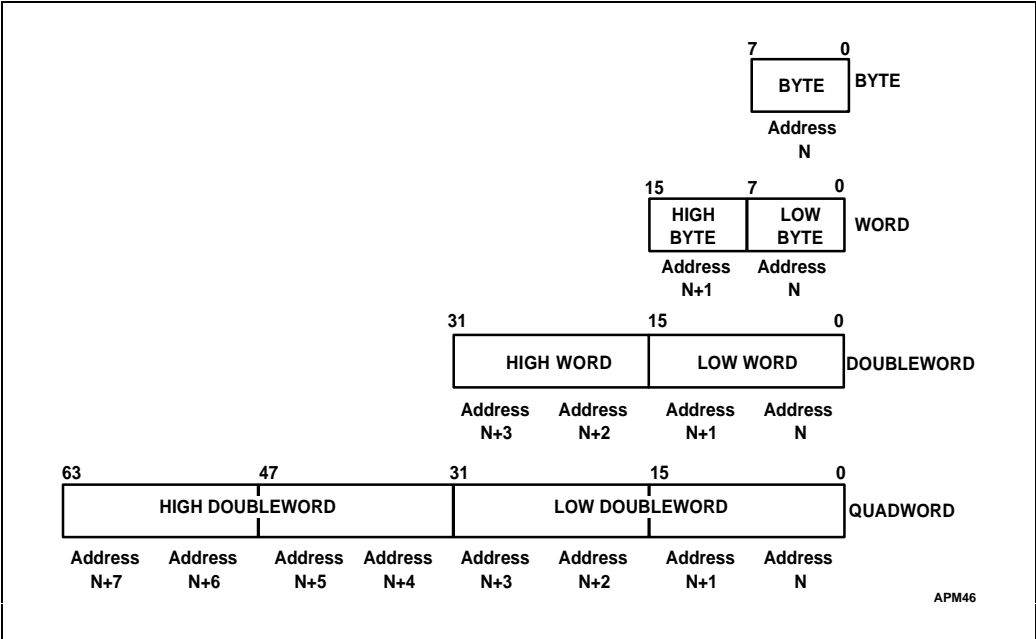 7 0
BYTE BYTE
Address
N
15 7 0
HIGH BYTE LOW BYTE WORD
Address Address
N+1 N
31 15 0
HIGH WORD LOW WORD DOUBLEWORD
Address Address Address Address
N+3 N+2 N+1 N
63 47 31 15 0
HIGH DOUBLEWORD LOW DOUBLEWORD QUADWORD
Address Address Address Address Address Address Address Address
N+7 N+6 N+5 N+4 N+3 N+2 N+1 N
APM46